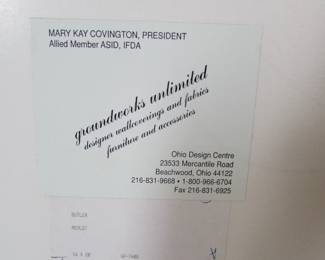 MARY KAY COVINGTON, PRESIDENT
Allied Member ASID, IFDA
groundworks unlimited
designer wallcoverings and fabrics
furniture and accessories
Ohio Design Centre
23533 Mercantile Road
Beachwood, Ohio 44122
216-831-9668 • 1-800-966-6704
Fax 216-831-6925
BUTLER